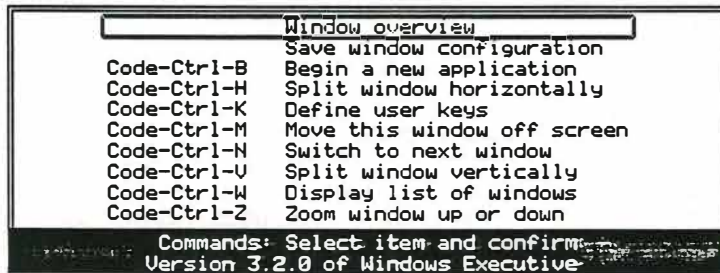 Window overview
Save window configuration
Code-Ctrl-B Begin a new application
Code-Ctrl-H Split window horizontally
Code-Ctrl-K Define user keys
Code-Ctrl-M Move this window off screen
Code-Ctrl-N Switch to next window
Code-Ctrl-V Split window vertically
Code-Ctrl-W Display list of windows
Code-Ctrl-Z Zoom window up or down
Commands: Select item and confirm
Version 3.2.0 of Windows Executive